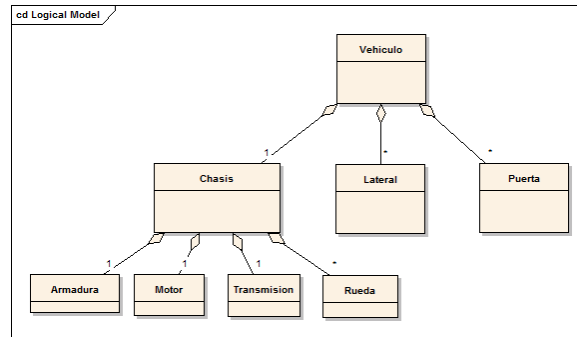 cd Logical Model
Vehiculo
1
*
*
Chasis
Lateral
Puerta
1
1
1
*
Armadura
Motor
Transmision
Rueda